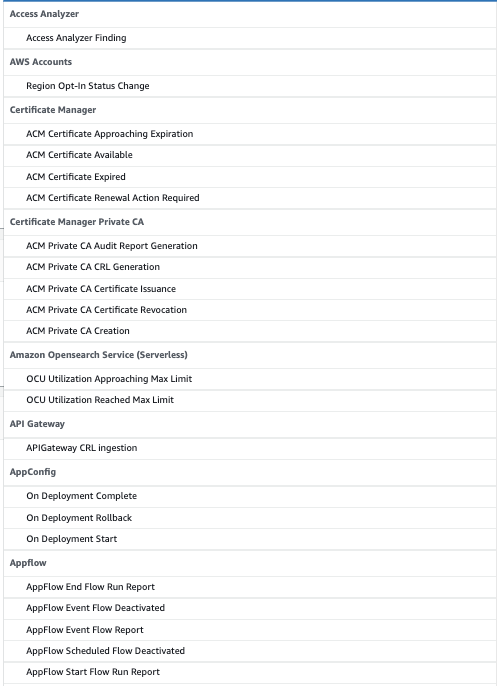 Access Analyzer
Access Analyzer Finding
AWS Accounts
Region Opt-In Status Change
Certificate Manager
ACM Certificate Approaching Expiration
ACM Certificate Available
ACM Certificate Expired
ACM Certificate Renewal Action Required
Certificate Manager Private CA
ACM Private CA Audit Report Generation
ACM Private CA CRL Generation
ACM Private CA Certificate Issuance
ACM Private CA Certificate Revocation
ACM Private CA Creation
Amazon Opensearch Service (Serverless)
OCU Utilization Approaching Max Limit
OCU Utilization Reached Max Limit
API Gateway
APIGateway CRL ingestion
AppConfig
On Deployment Complete
On Deployment Rollback
On Deployment Start
Appflow
AppFlow End Flow Run Report
AppFlow Event Flow Deactivated
AppFlow Event Flow Report
AppFlow Scheduled Flow Deactivated
AppFlow Start Flow Run Report